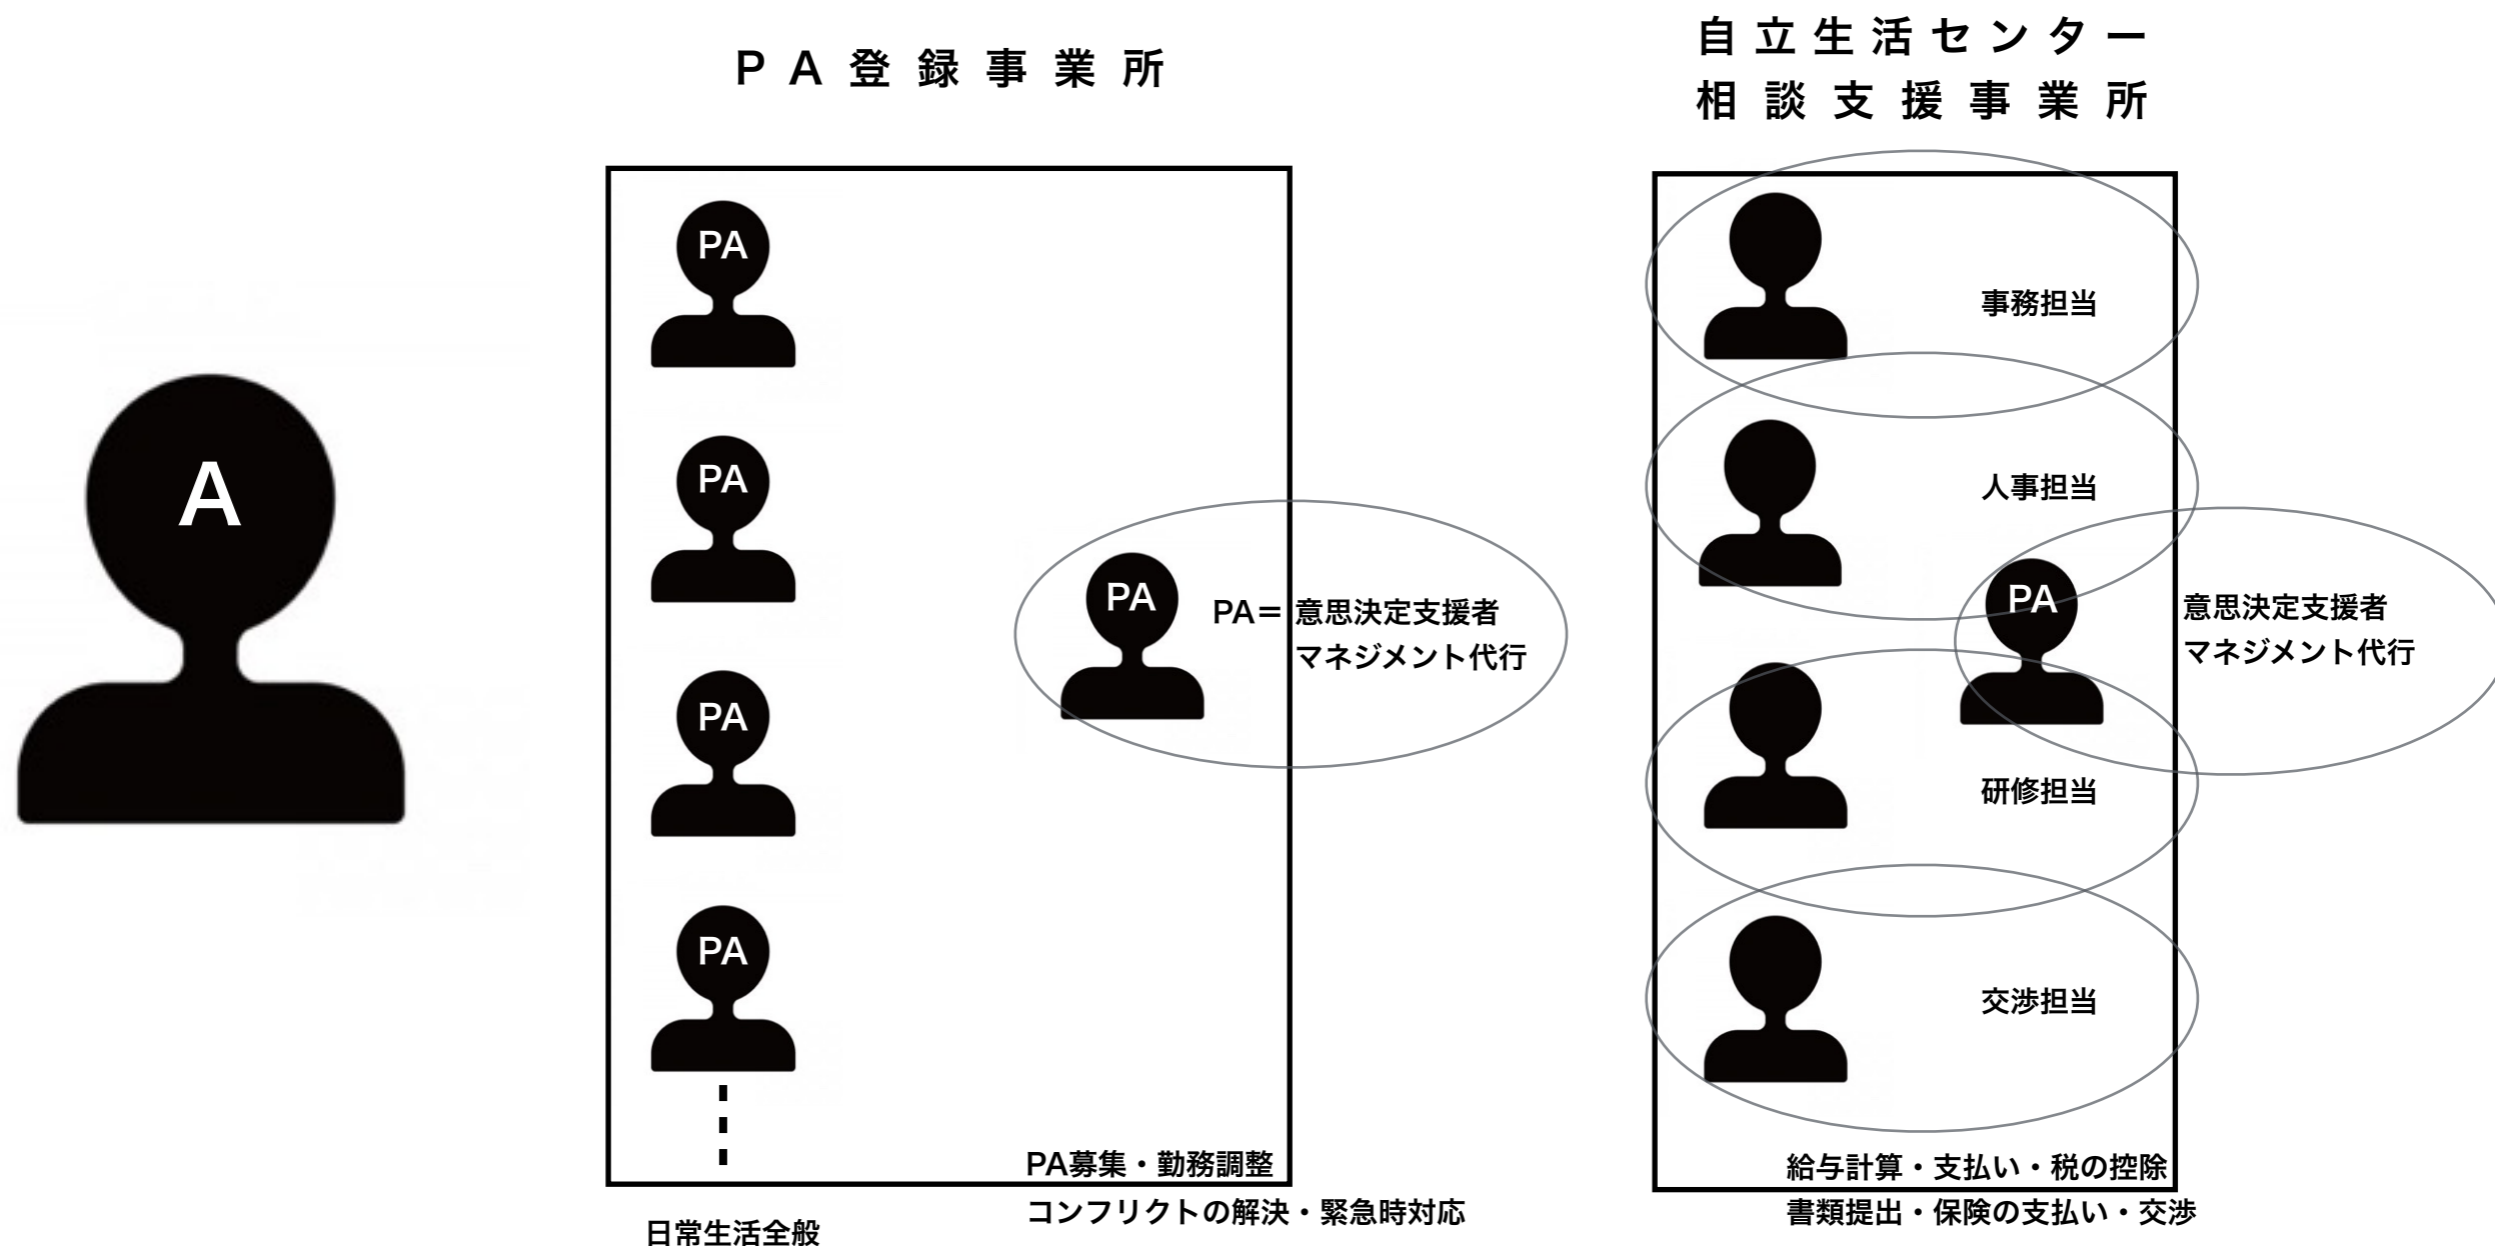 PA登録事業所
自立生活センター
相談支援事業所
A
PA
PA
PA
PA
日常生活全般
PA
PA=意思決定支援者
マネジメント代行
PA募集・勤務調整
コンフリクトの解決・緊急時対応
事務担当
人事担当
PA
意思決定支援者
マネジメント代行
研修担当
交渉担当
給与計算・支払い・税の控除
書類提出・保険の支払い・交渉